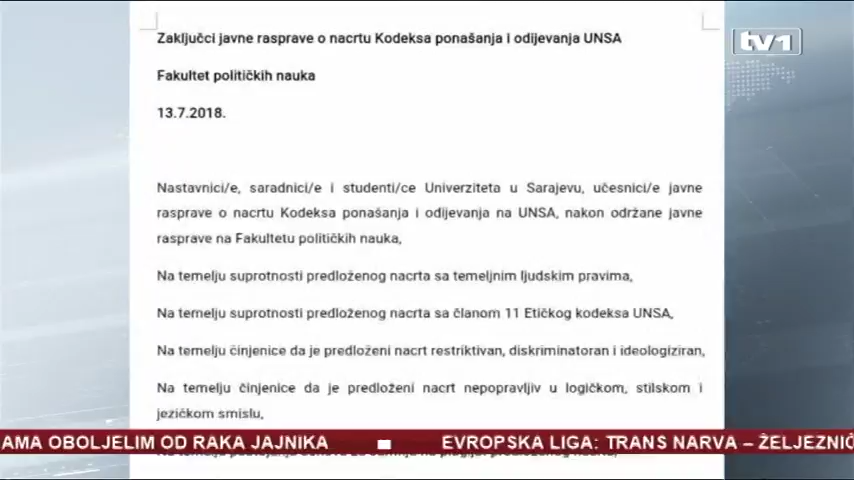 Zaključci javne rasprave o nacrtu Kodeksa ponašanja i odijevanja UNSA
tv1
Fakultet političkih nauka
13.7.2018.
Nastavnici/e, saradnici/e i studenti/ce Univerziteta u Sarajevu, učesnici/e javne
rasprave o nacrtu Kodeksa ponašanja i odijevanja na UNSA, nakon održane javne
rasprave na Fakultetu političkih nauka,
Na temelju suprotnosti predloženog nacrta sa temeljnim ljudskim pravima,
Na temelju suprotnosti predloženog nacrta sa članom 11 Etičkog kodeksa UNSA,
Na temelju činjenice da je predloženi nacrt restriktivan, diskriminatoran i ideologiziran,
Na temelju činjenice da je predloženi nacrt nepopravljiv u logičkom, stilskom i
jezičkom smislu,
AMA OBOLJELIM OD RAKA JAJNIKA EVROPSKA LIGA: TRANS NARVA – ŽELJEZNIČ